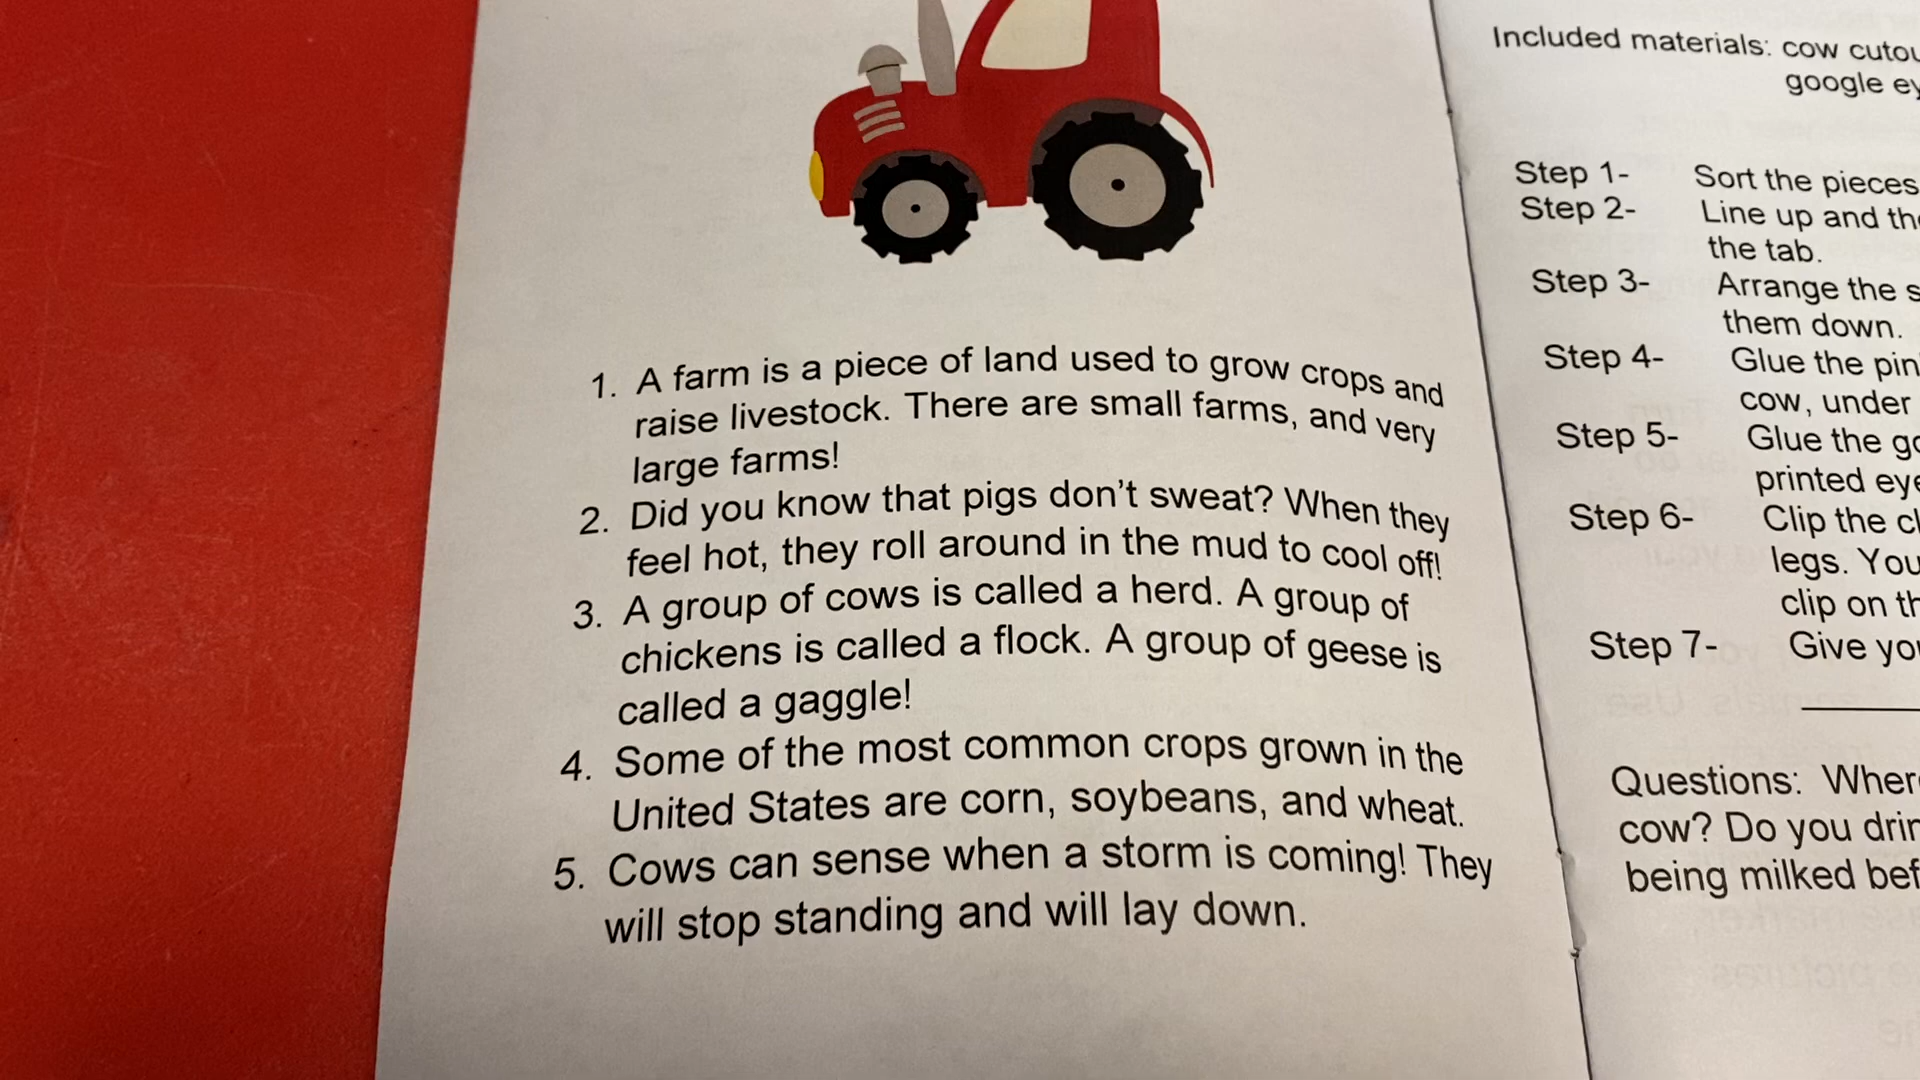 1. A farm is a piece of land used to grow crops and
raise livestock. There are small farms, and very
large farms!
2. Did you know that pigs don't sweat? When they
feel hot, they roll around in the mud to cool off!
3. A group of cows is called a herd. A group of
chickens is called a flock. A group of geese is
called a gaggle!
4. Some of the most common crops grown in the
United States are corn, soybeans, and wheat.
5. Cows can sense when a storm is coming! They
will stop standing and will lay down.
Included materials: cow
google
Step 1- Sort the pieces
Step 2- Line up and
the tab.
Step 3- Arrange the
them down.
Step 4- Glue the
cow, under
Step 5- Glue the
printed
Step 6- Clip the
legs. You
clip on
Step 7- Give
Questions:
cow? Do you
being milked